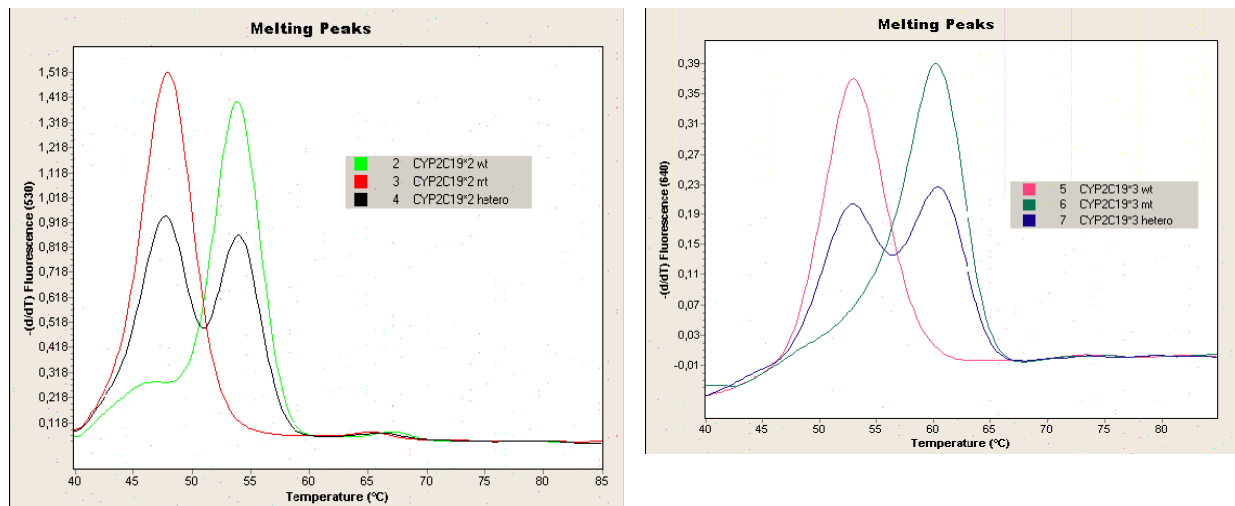 Melting Peaks
-(d/dT) Fluorescence (530)
1,518
1,418
1,318
1,218
1,118
1,018
0,918
0,818
0,718
0,618
0,518
0,418
0,318
0,218
0,118
2 CYP2C19*2 wt
3 CYP2C19*2 mt
4 CYP2C19*2 hetero
40 45 50 55 60 65 70 75 80 85
Temperature (°C)
Melting Peaks
-(d/dT) Fluorescence (640)
0,39
0,35
0,31
0,27
0,23
0,19
0,15
0,11
0,07
0,03
-0,01
5 CYP2C19*3 wt
6 CYP2C19*3 mt
7 CYP2C19*3 hetero
40 45 50 55 60 65 70 75 80
Temperature (°C)